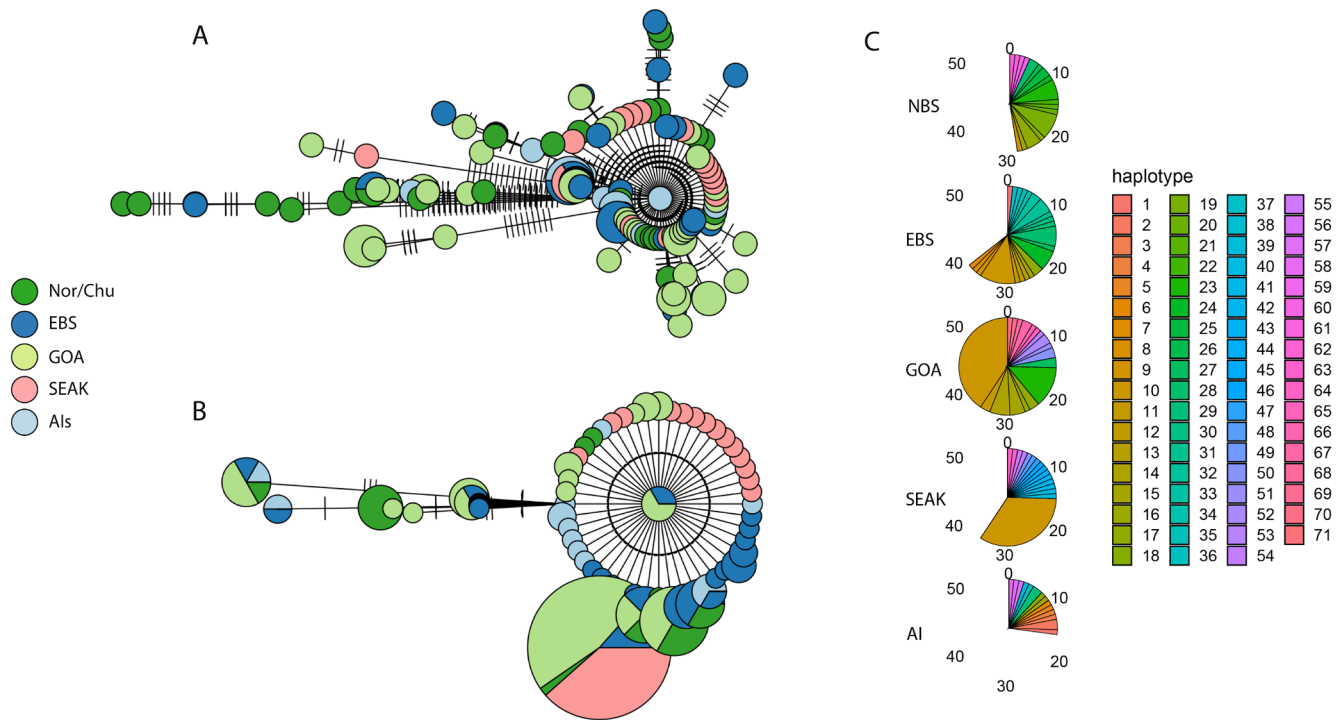 A
B
Nor/Chu
EBS
GOA
SEAK
AIs
C
NBS
0
10
20
30
40
50
EBS
0
10
20
30
40
50
GOA
0
10
20
30
40
50
SEAK
0
10
20
30
40
50
AI
0
10
20
30
40
50
haplotype
1 19 37 55
2 20 38 56
3 21 39 57
4 22 40 58
5 23 41 59
6 24 42 60
7 25 43 61
8 26 44 62
9 27 45 63
10 28 46 64
11 29 47 65
12 30 48 66
13 31 49 67
14 32 50 68
15 33 51 69
16 34 52 70
17 35 53 71
18 36 54